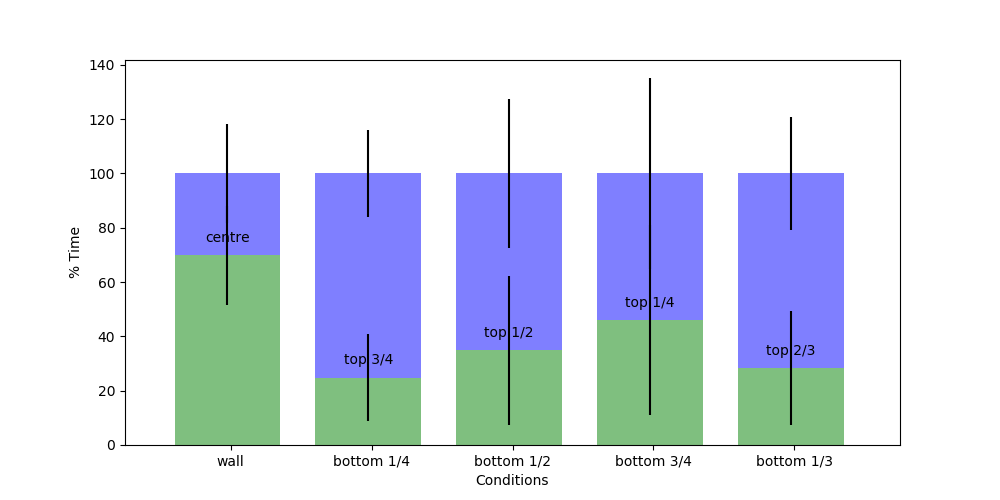 140
120
100
80
60
40
20
0
% Time
centre
top 3/4
top 1/2
top 1/4
top 2/3
wall
bottom 1/4
bottom 1/2
bottom 3/4
bottom 1/3
Conditions